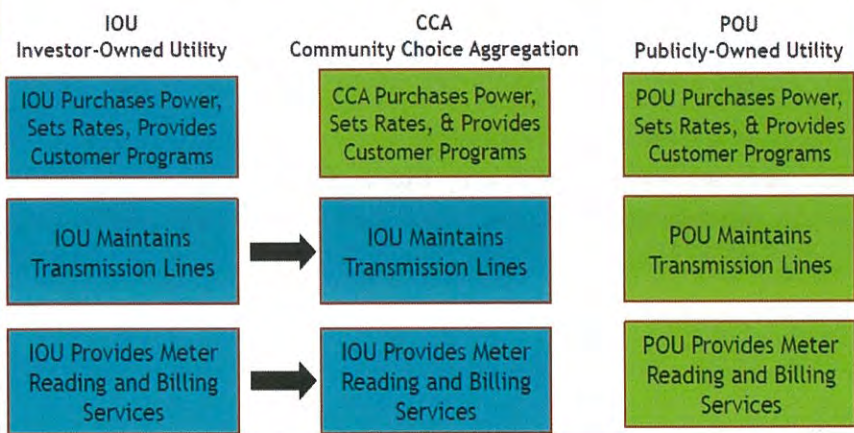 IOU
Investor-Owned Utility
CCA
Community Choice Aggregation
POU
Publicly-Owned Utility
IOU Purchases Power,
Sets Rates, Provides
Customer Programs
CCA Purchases Power,
Sets Rates, & Provides
Customer Programs
POU Purchases Power,
Sets Rates, & Provides
Customer Programs
IOU Maintains
Transmission Lines
IOU Maintains
Transmission Lines
POU Maintains
Transmission Lines
IOU Provides Meter
Reading and Billing
Services
IOU Provides Meter
Reading and Billing
Services
POU Provides Meter
Reading and Billing
Services